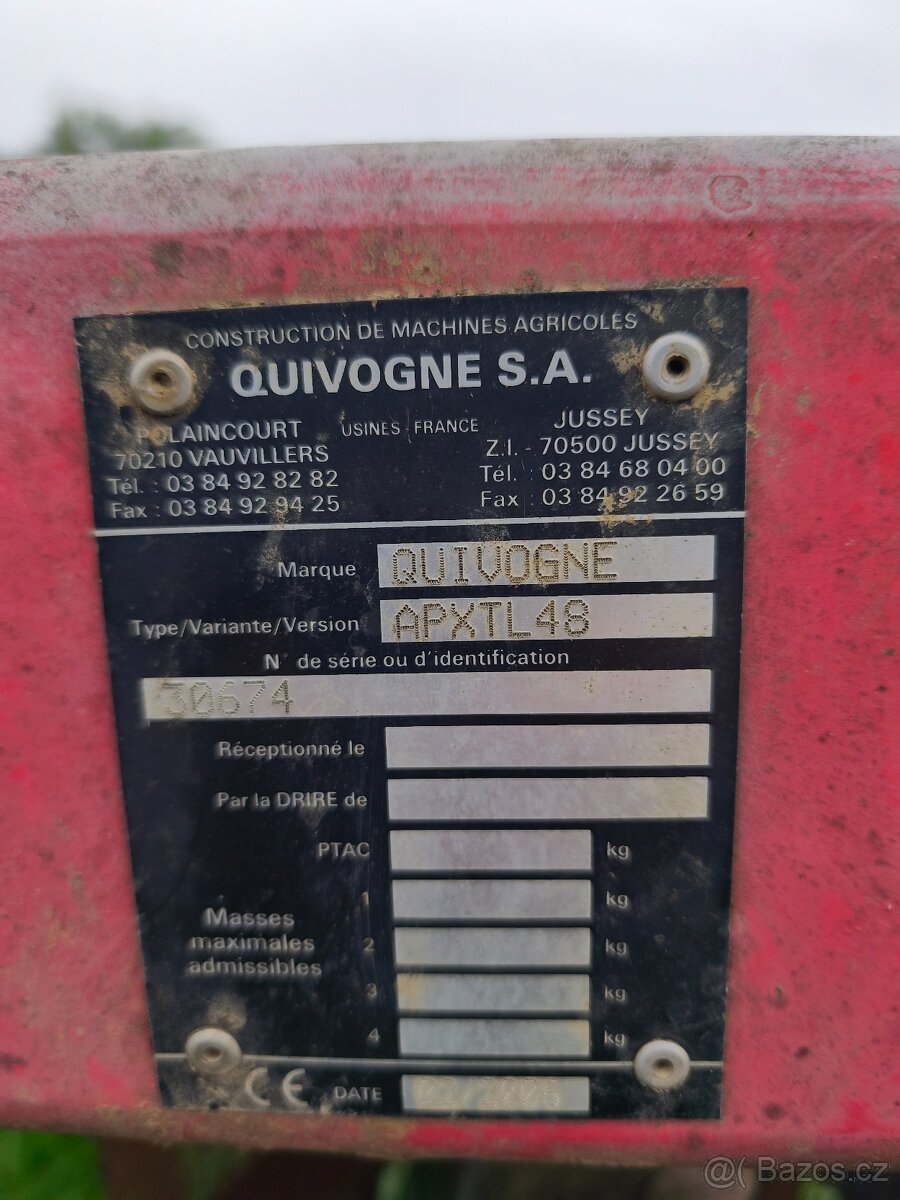 CONSTRUCTION DE MACHINES AGRICOLES
QUIVOGNE S.A.
POLAINCOURT
70210 VAUVILLERS
Tél. : 03 84 92 82 82
Fax : 03 84 92 94 25
USINES - FRANCE
JUSSEY
Z.I. - 70500 JUSSEY
Tél. : 03 84 68 04 00
Fax : 03 84 92 26 59
Marque QUIVOGNE
Type/Variante/Version APXTL48
N° de série ou d'identification
30674
Réceptionné le
Par la DRIRE de
PTAC kg
1 kg
Masses maximales admissibles
2 kg
3 kg
4 kg
CE DATE
@ Bazos.cz